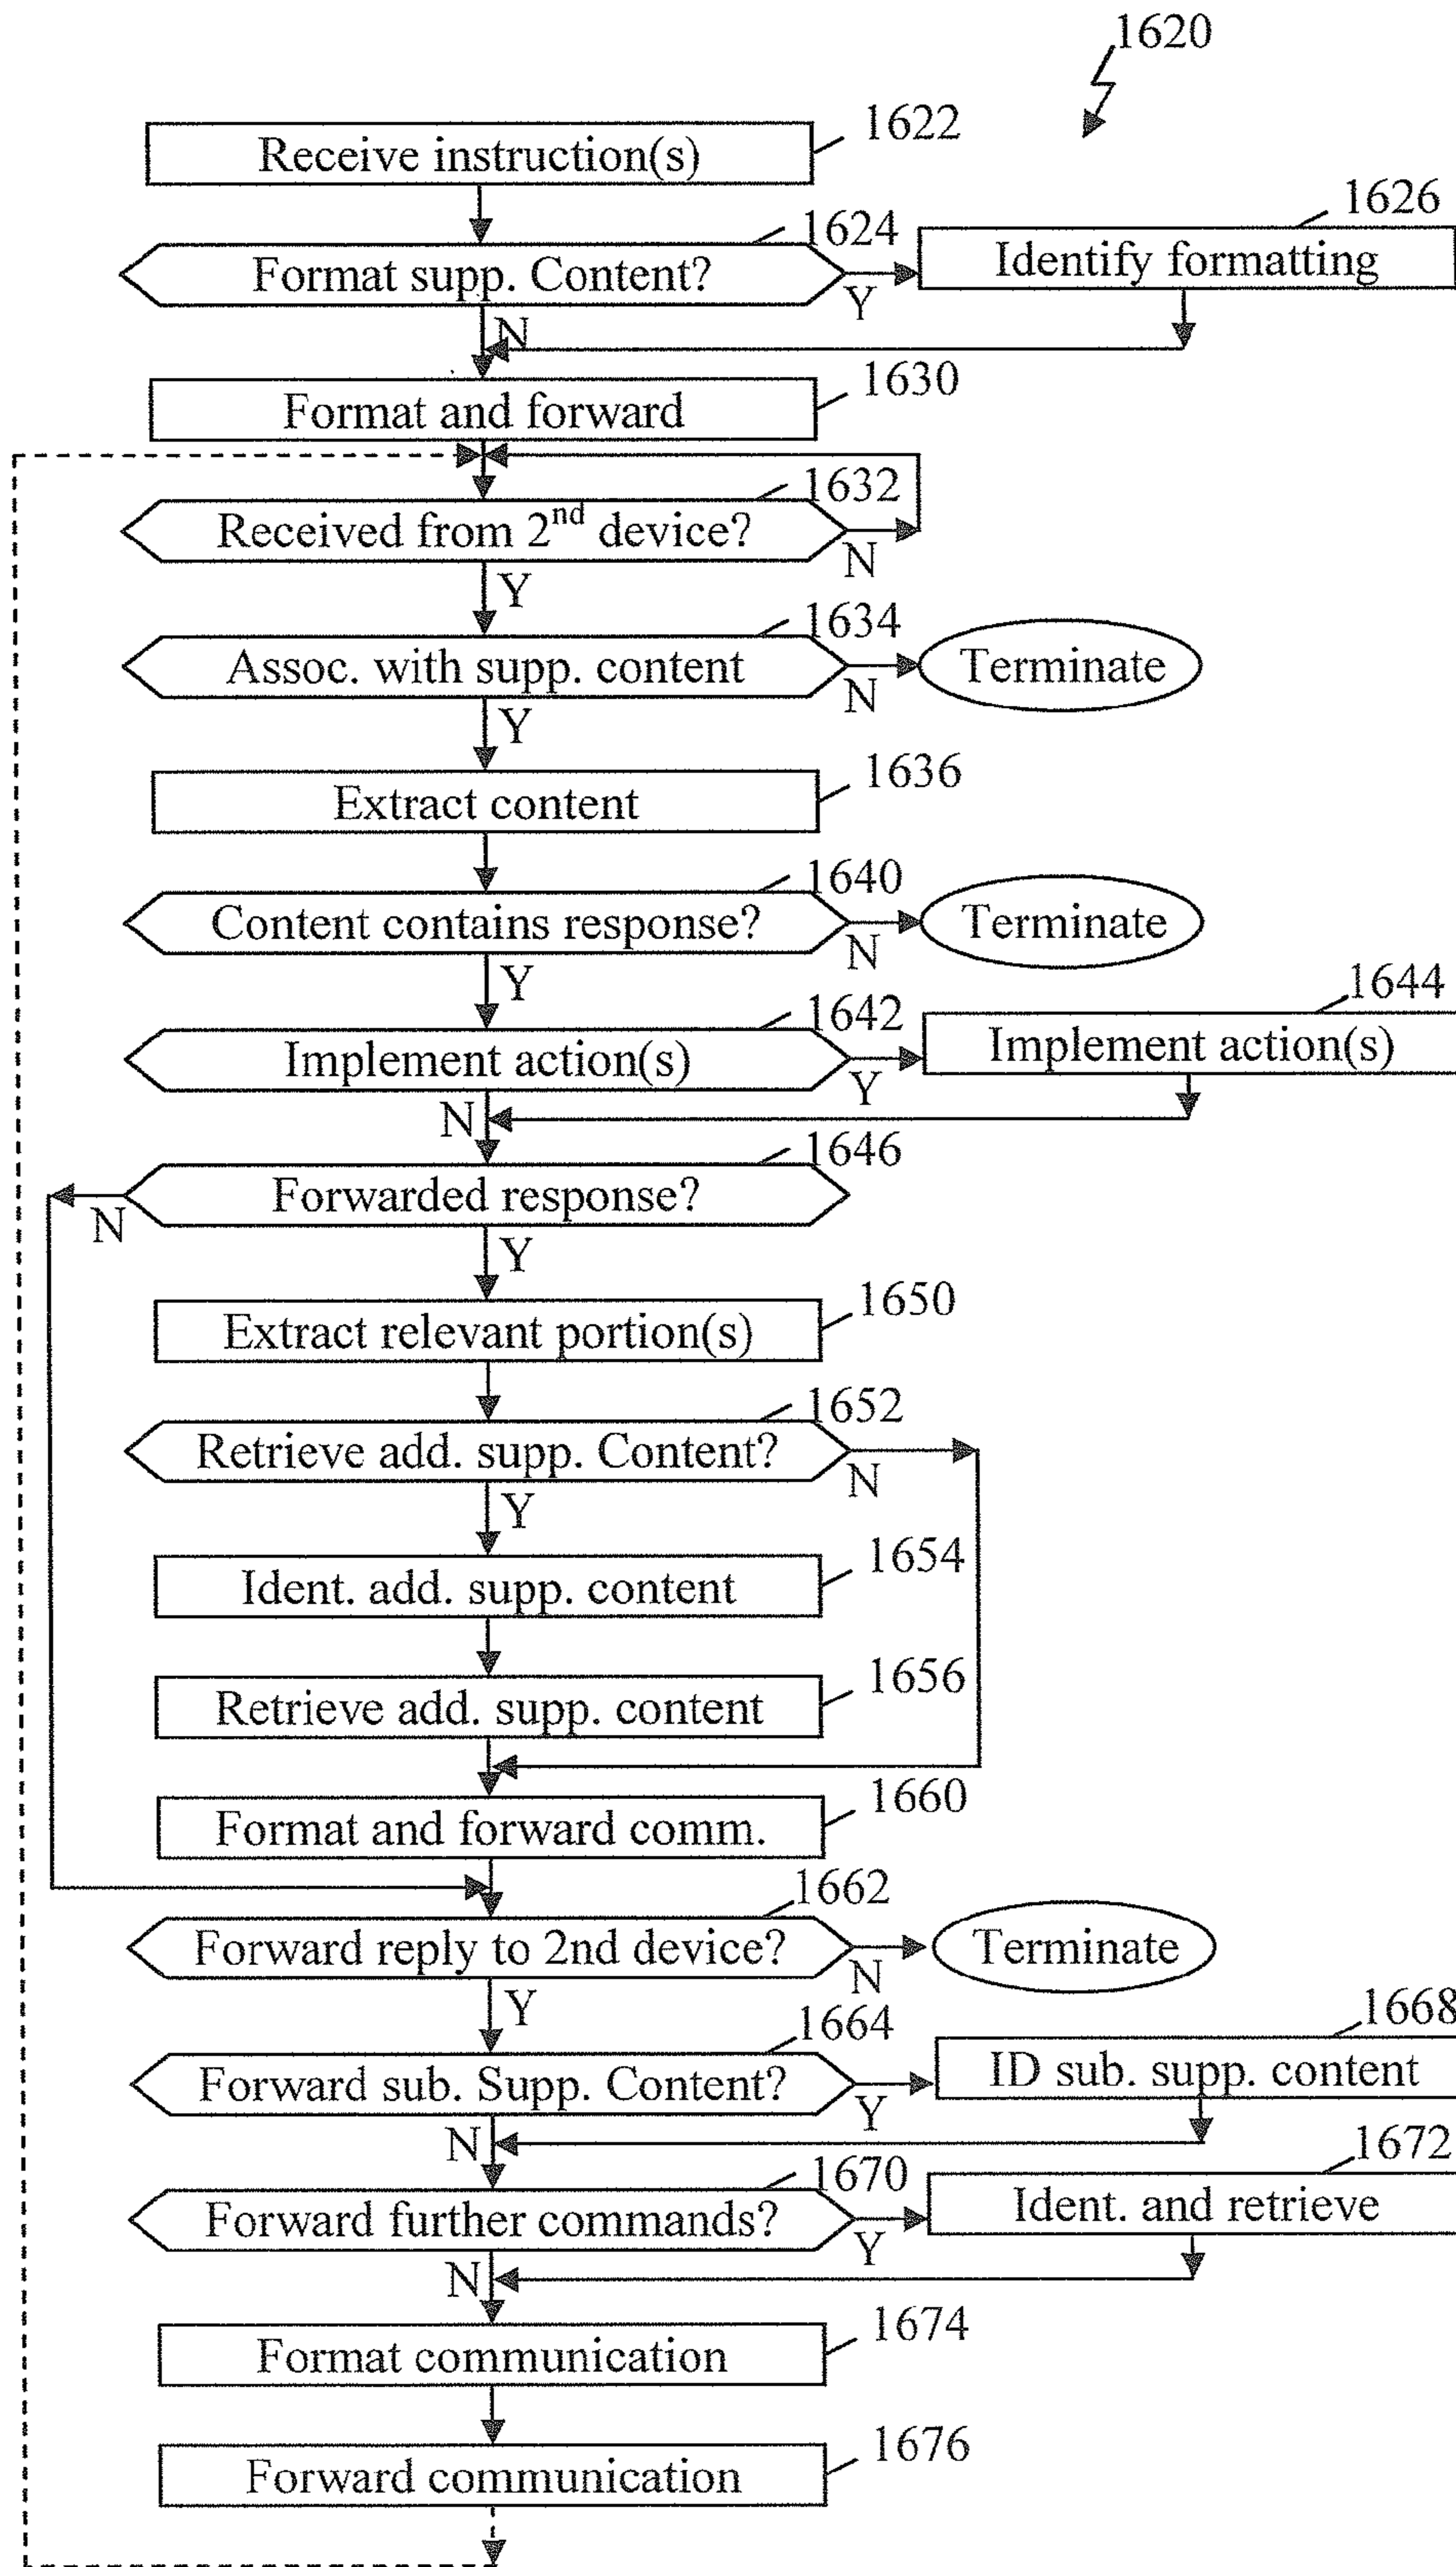 1620
1622
Receive instruction(s)
1624
1626
Format supp. Content?
Identify formatting
Y
N
1630
Format and forward
1632
Received from 2nd device?
N
Y
1634
Assoc. with supp. content
Terminate
N
Y
1636
Extract content
1640
Content contains response?
Terminate
N
Y
1642
1644
Implement action(s)
Implement action(s)
Y
N
1646
Forwarded response?
N
Y
1650
Extract relevant portion(s)
1652
Retrieve add. supp. Content?
N
Y
1654
Ident. add. supp. content
1656
Retrieve add. supp. content
1660
Format and forward comm.
1662
Forward reply to 2nd device?
Terminate
N
Y
1664
1668
Forward sub. Supp. Content?
ID sub. supp. content
Y
N
1670
1672
Forward further commands?
Ident. and retrieve
Y
N
1674
Format communication
1676
Forward communication